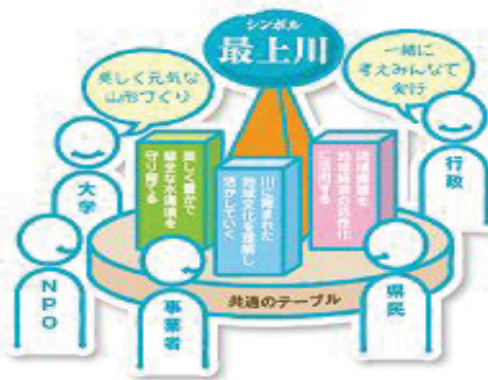 シンボル
最上川
美しく元気な
山形づくり
一緒に
考えみんなで
実行
美しく豊かで
健全な水環境を
守り育てる
川に育まれた
地域文化を理解し
活かしていく
流域資源を
地域経済の活性化
に活用する
大学
行政
NPO
事業者
県民
共通のテーブル